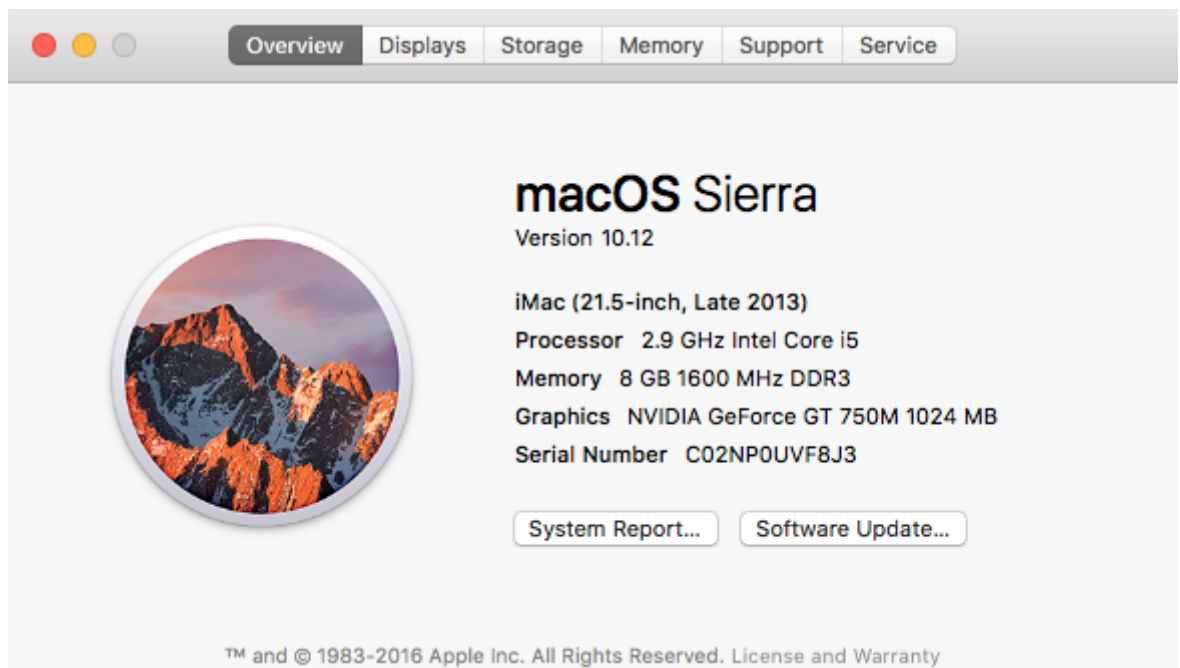 Overview Displays Storage Memory Support Service
macOS Sierra
Version 10.12
iMac (21.5-inch, Late 2013)
Processor 2.9 GHz Intel Core i5
Memory 8 GB 1600 MHz DDR3
Graphics NVIDIA GeForce GT 750M 1024 MB
Serial Number C02NP0UVF8J3
System Report... Software Update...
™ and © 1983-2016 Apple Inc. All Rights Reserved. License and Warranty